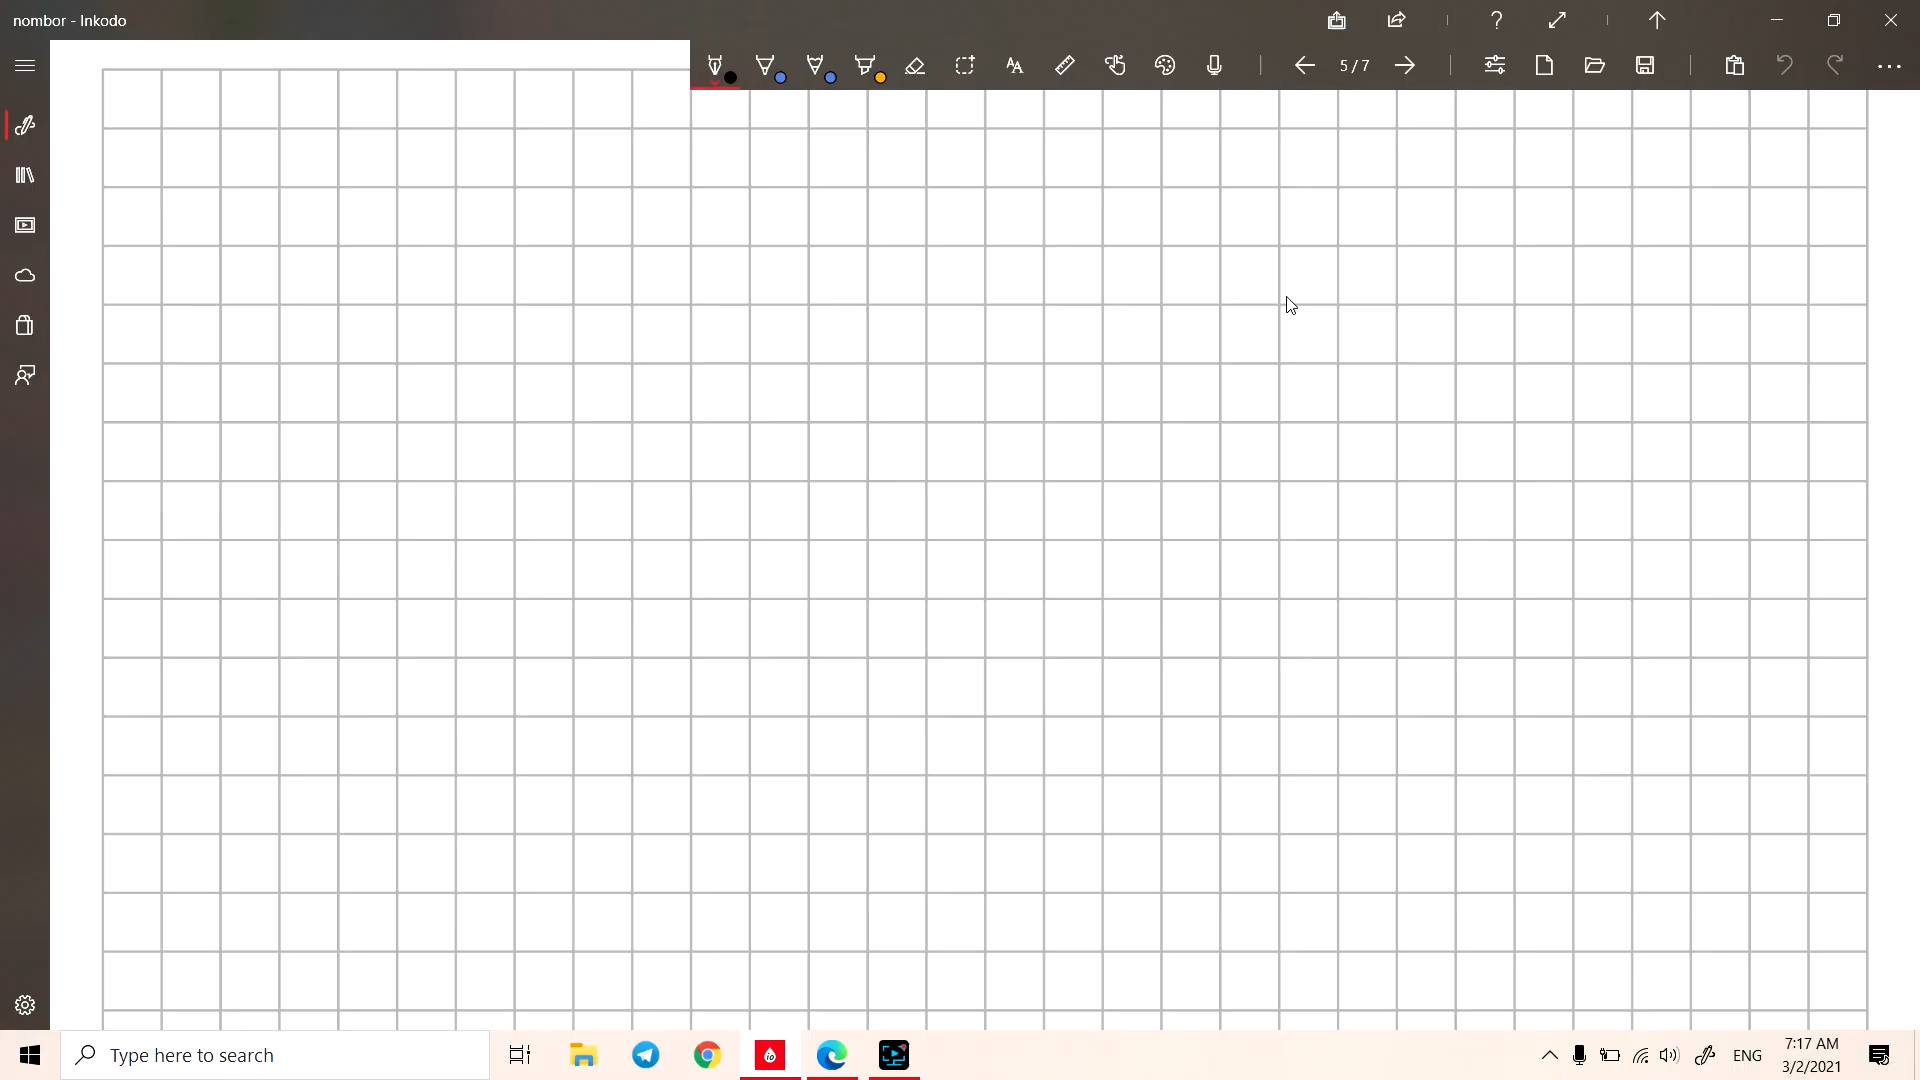 nombor - Inkodo
5 / 7
Type here to search
ENG
7:17 AM
3/2/2021